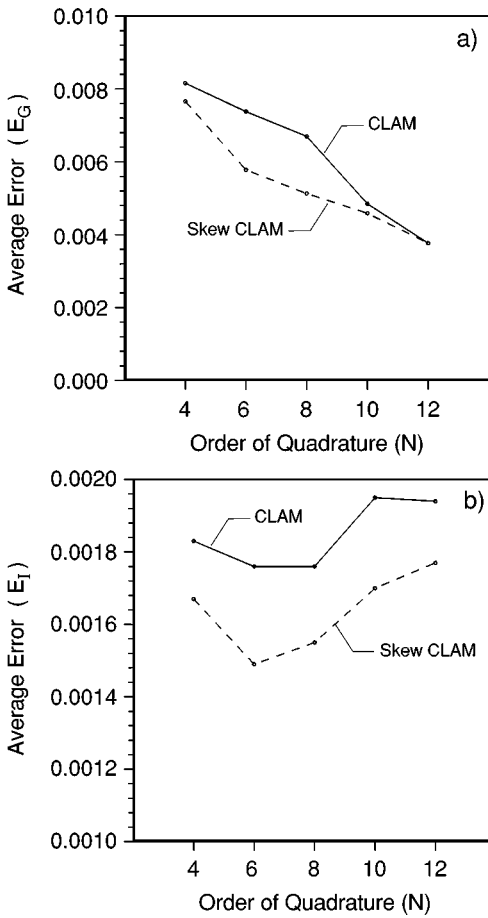 0.010
a)
0.008
CLAM
0.006
Skew CLAM
0.004
0.002
0.000
Average Error ( E_G )
4 6 8 10 12
Order of Quadrature (N)
0.0020
b)
CLAM
0.0018
0.0016
Skew CLAM
0.0014
0.0012
0.0010
Average Error ( E_I )
4 6 8 10 12
Order of Quadrature (N)